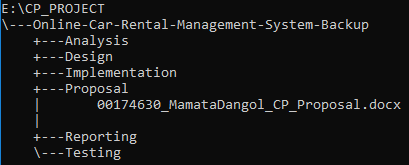 E:\CP_PROJECT
\---Online-Car-Rental-Management-System-Backup
    +---Analysis
    +---Design
    +---Implementation
    +---Proposal
    |       00174630_MamataDangol_CP_Proposal.docx
    |
    +---Reporting
    \---Testing